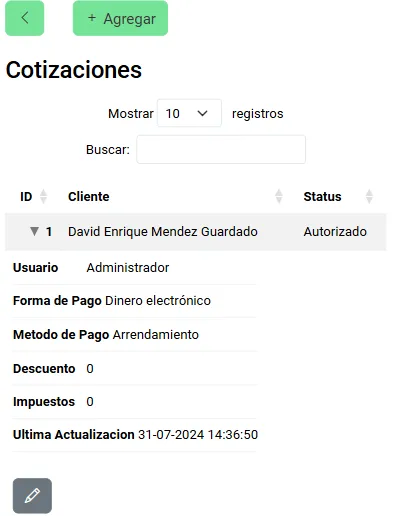 + Agregar
Cotizaciones
Mostrar 10 registros
Buscar:
ID Cliente Status
1 David Enrique Mendez Guardado Autorizado
Usuario Administrador
Forma de Pago Dinero electrónico
Metodo de Pago Arrendamiento
Descuento 0
Impuestos 0
Ultima Actualizacion 31-07-2024 14:36:50